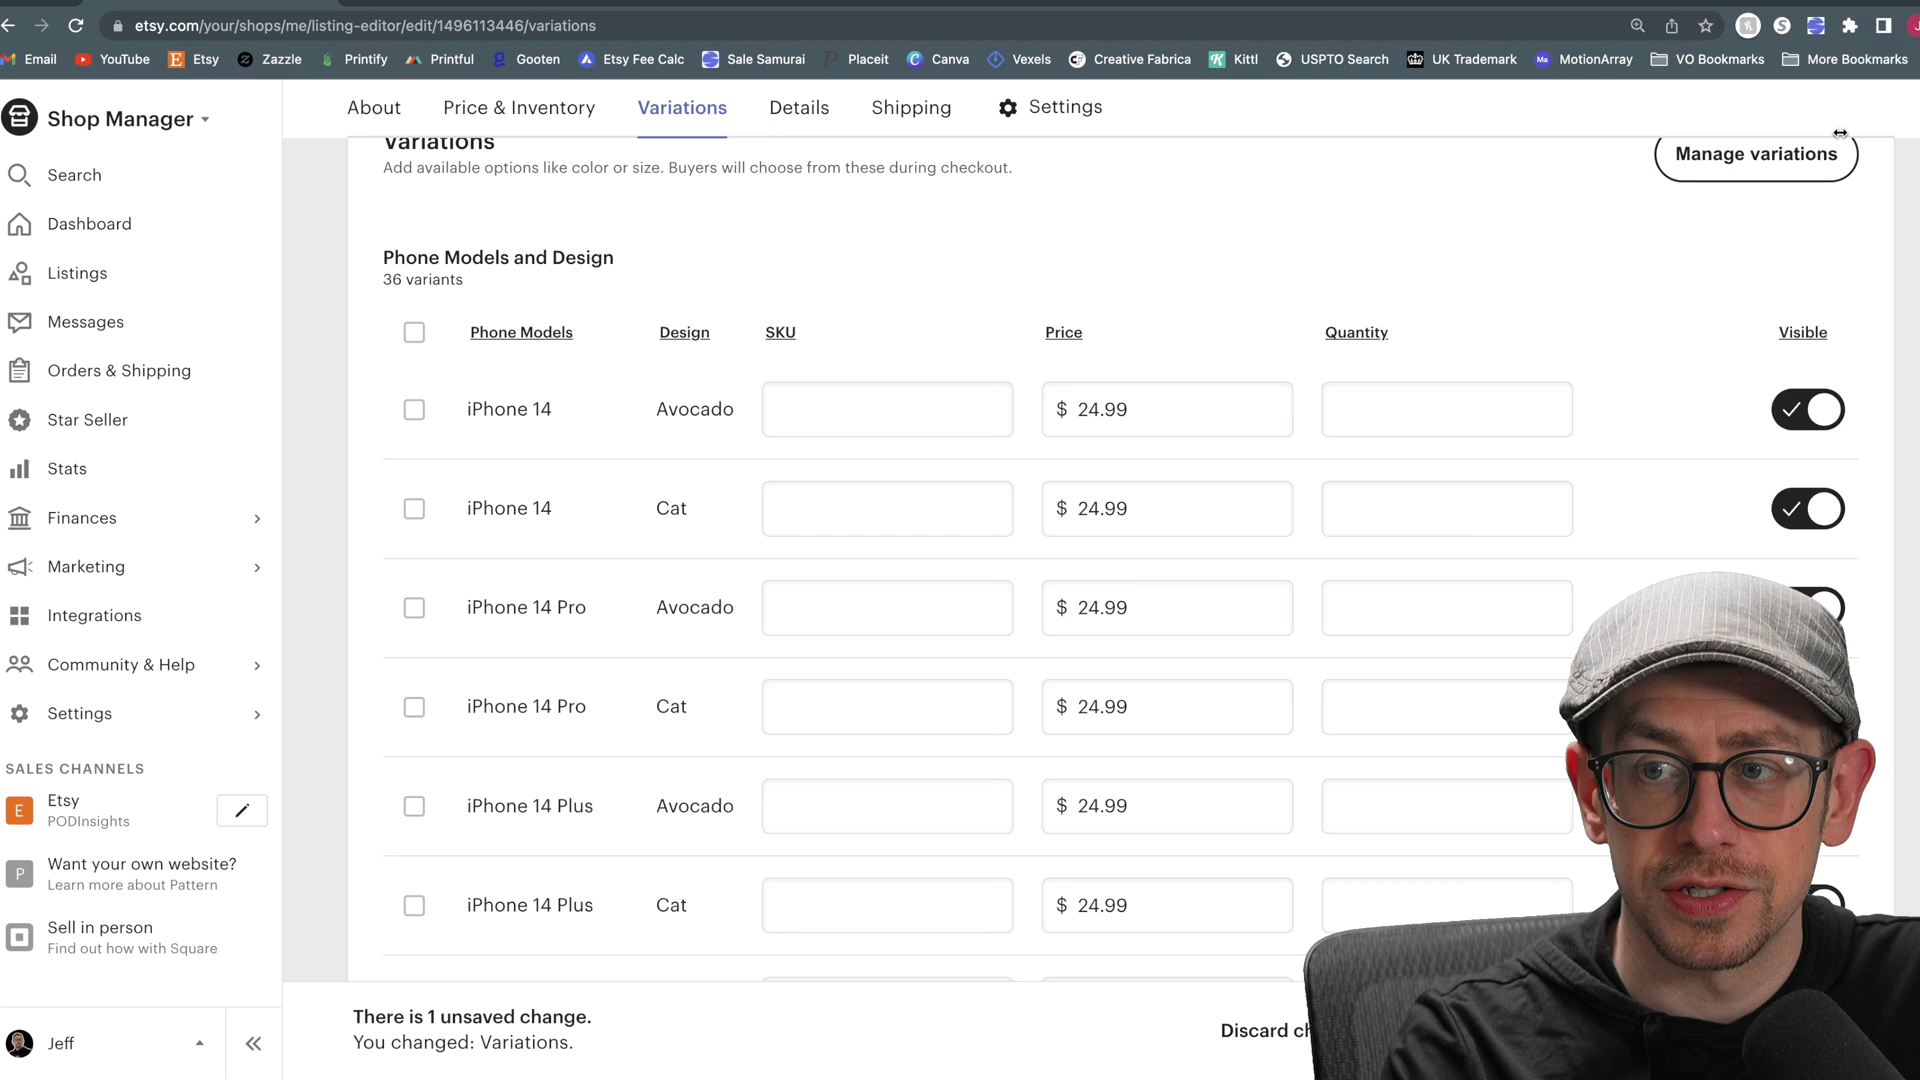 etsy.com/your/shops/me/listing-editor/edit/1496113446/variations
Email YouTube Etsy Zazzle Printify Printful Gooten Etsy Fee Calc Sale Samurai Placeit Canva Vexels Creative Fabrica Kittl USPTO Search UK Trademark MotionArray VO Bookmarks More Bookmarks
Shop Manager
Search
Dashboard
Listings
Messages
Orders & Shipping
Star Seller
Stats
Finances
Marketing
Integrations
Community & Help
Settings
SALES CHANNELS
E
Etsy
PODInsights
P
Want your own website?
Learn more about Pattern
Sell in person
Find out how with Square
Jeff
About Price & Inventory Variations Details Shipping Settings
Variations
Add available options like color or size. Buyers will choose from these during checkout.
Manage variations
Phone Models and Design
36 variants
Phone Models Design SKU Price Quantity Visible
iPhone 14 Avocado $ 24.99
iPhone 14 Cat $ 24.99
iPhone 14 Pro Avocado $ 24.99
iPhone 14 Pro Cat $ 24.99
iPhone 14 Plus Avocado $ 24.99
iPhone 14 Plus Cat $ 24.99
There is 1 unsaved change.
You changed: Variations.
Discard